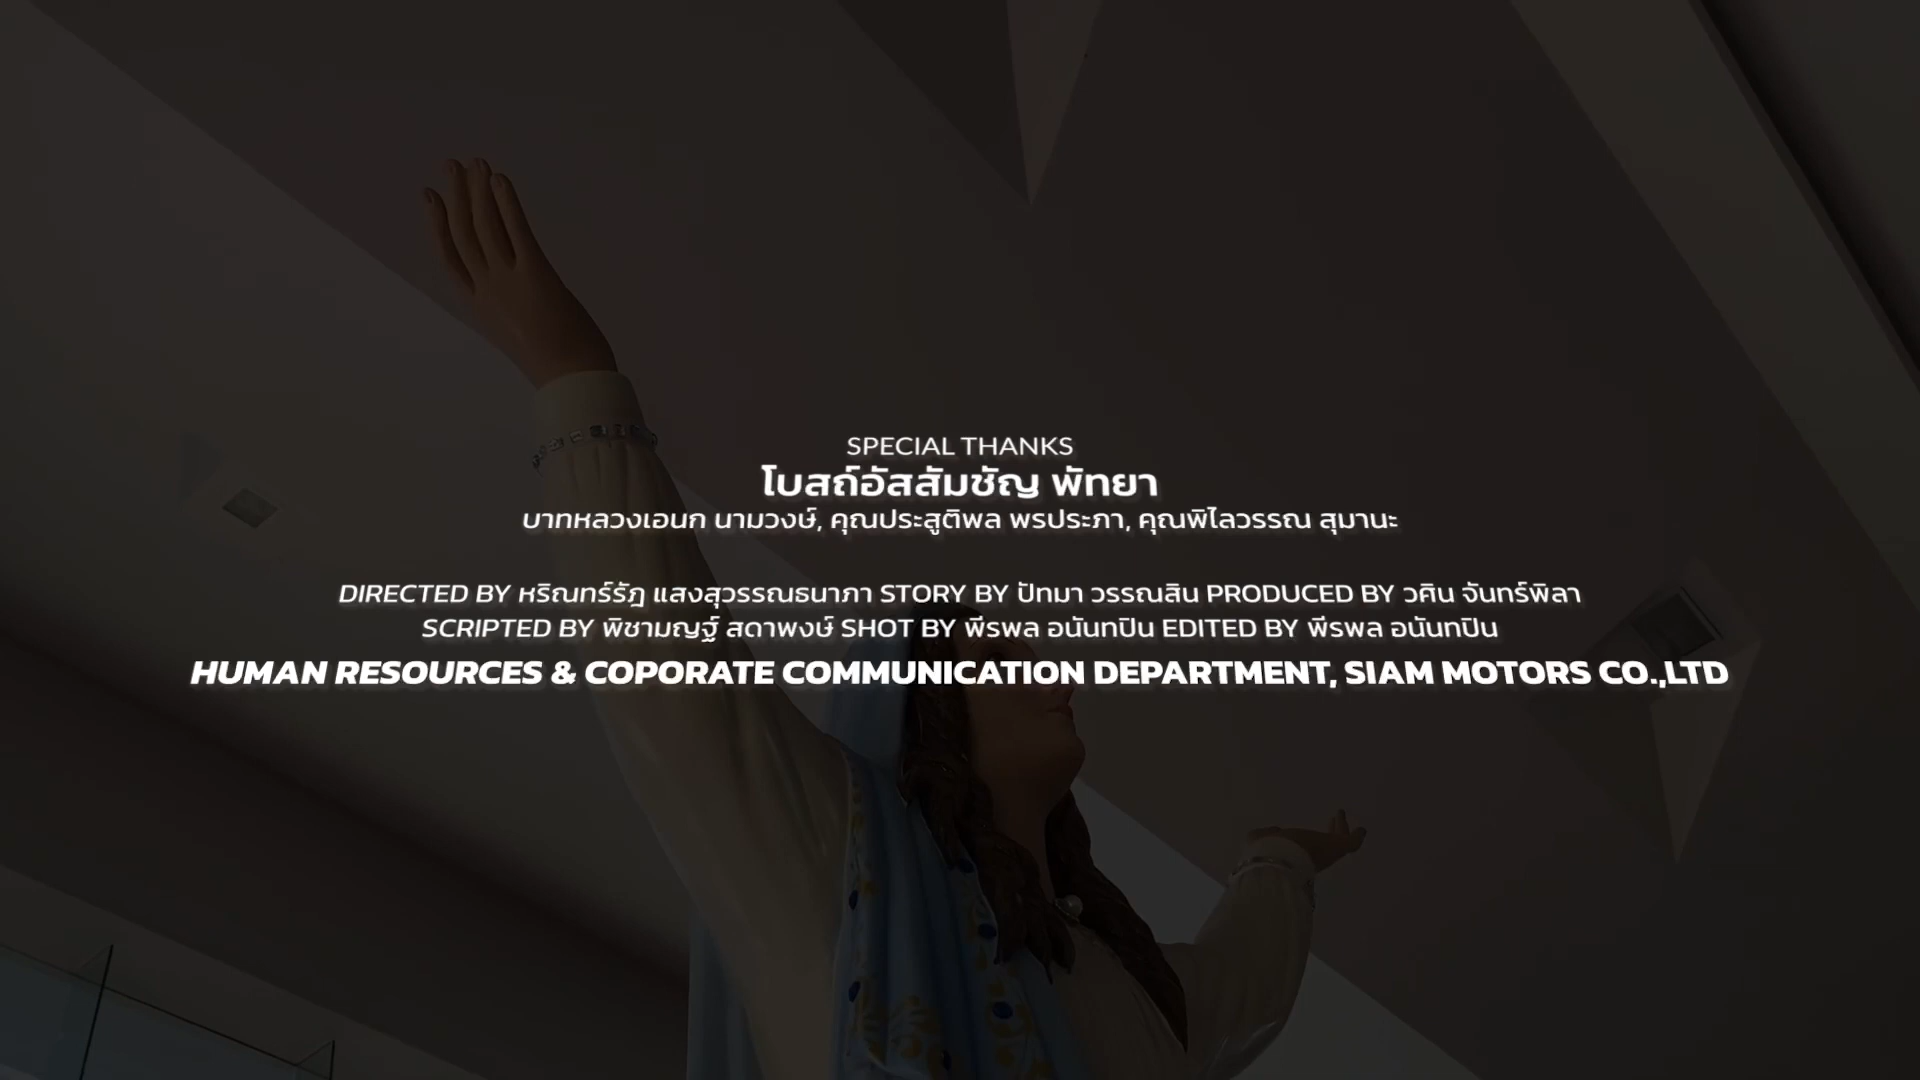 SPECIAL THANKS
โบสถ์อัสสัมชัญ พัทยา
บาทหลวงเอนก นามวงษ์, คุณประสูติพล พรประภา, คุณพิไลวรรณ สุมานะ
DIRECTED BY หริณทร์รัฎ แสงสุวรรณธนาภา STORY BY ปัทมา วรรณสิน PRODUCED BY วศิน จันทร์พิลา
SCRIPTED BY พิชามญฐ์ สดาพงษ์ SHOT BY พีรพล อนันทปิน EDITED BY พีรพล อนันทปิน
HUMAN RESOURCES & COPORATE COMMUNICATION DEPARTMENT, SIAM MOTORS CO.,LTD